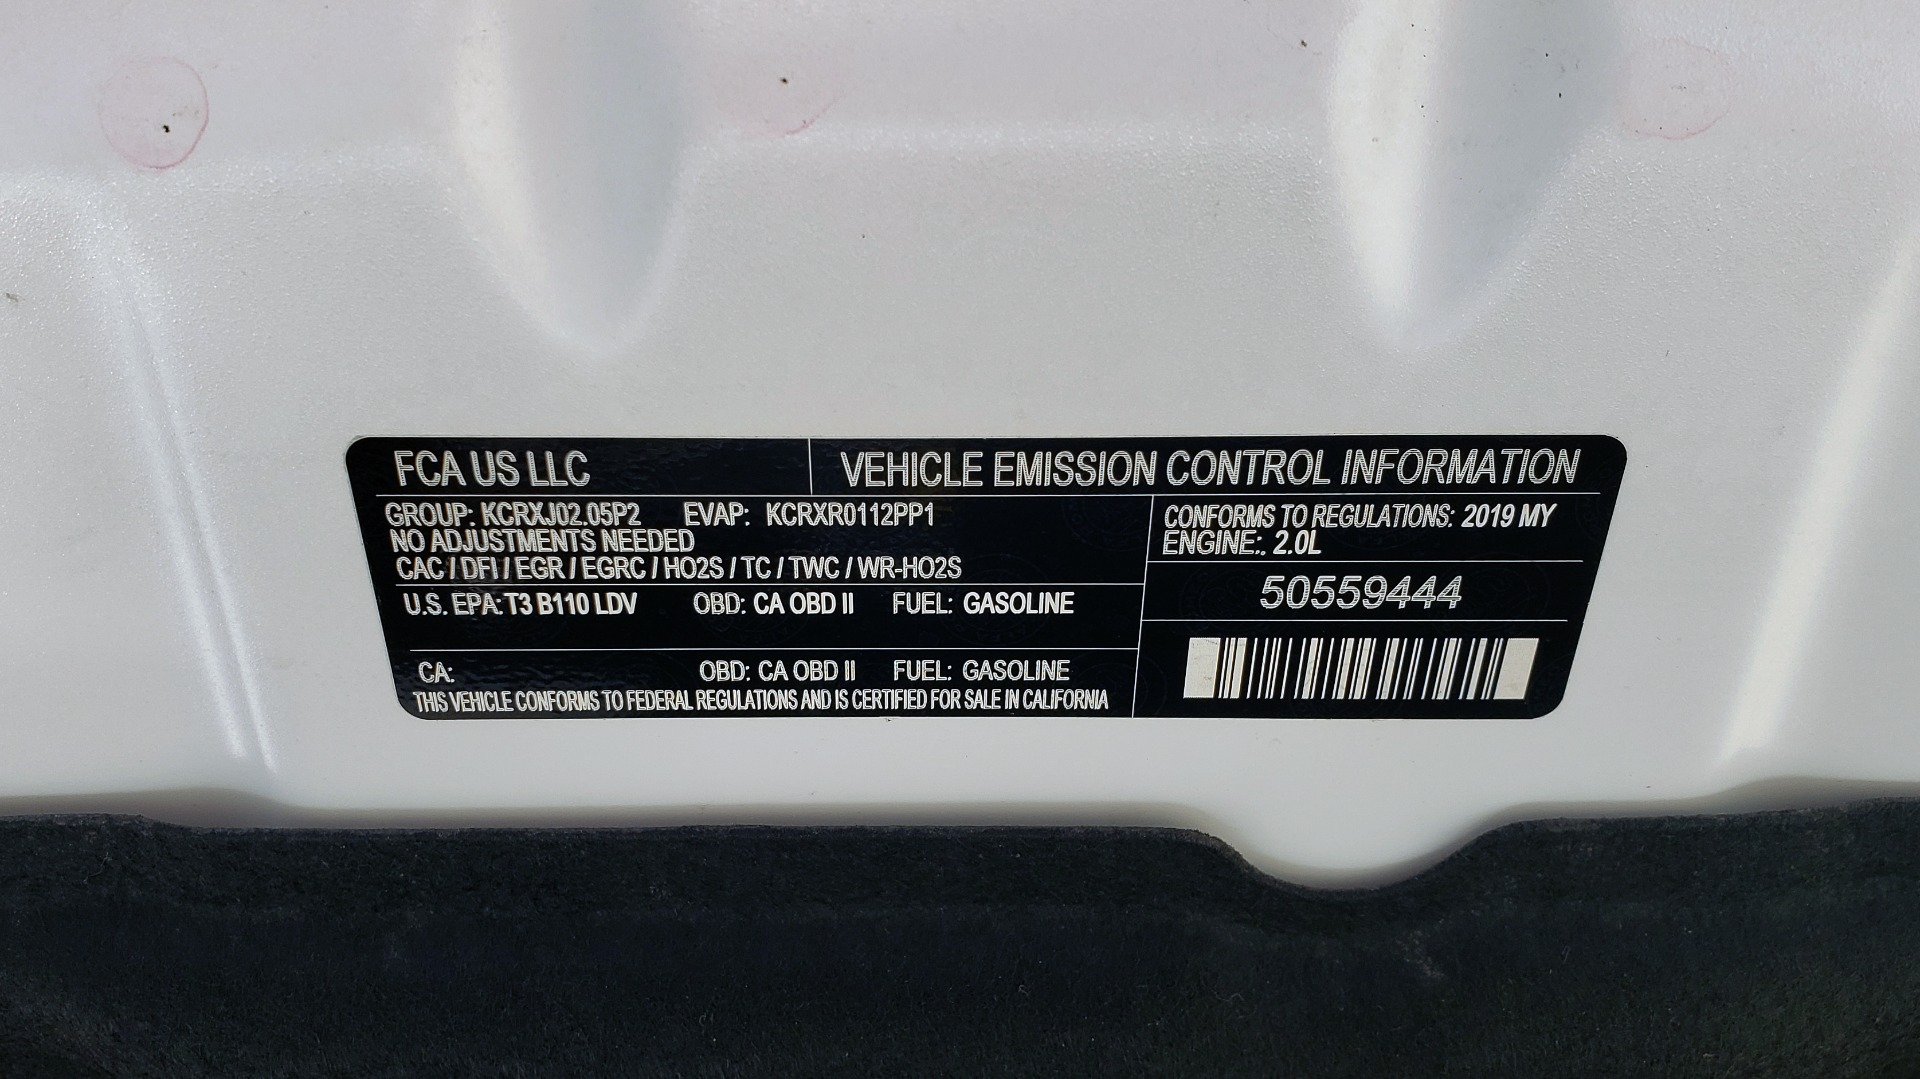 FCA US LLC
VEHICLE EMISSION CONTROL INFORMATION
GROUP: KCRXJ02.05P2 EVAP: KCRXR0112PP1
NO ADJUSTMENTS NEEDED
CAC / DFI / EGR / EGRC / HO2S / TC / TWC / WR-HO2S
U.S. EPA: T3 B110 LDV OBD: CA OBD II FUEL: GASOLINE
CA: OBD: CA OBD II FUEL: GASOLINE
THIS VEHICLE CONFORMS TO FEDERAL REGULATIONS AND IS CERTIFIED FOR SALE IN CALIFORNIA
CONFORMS TO REGULATIONS: 2019 MY
ENGINE:. 2.0L
50559444